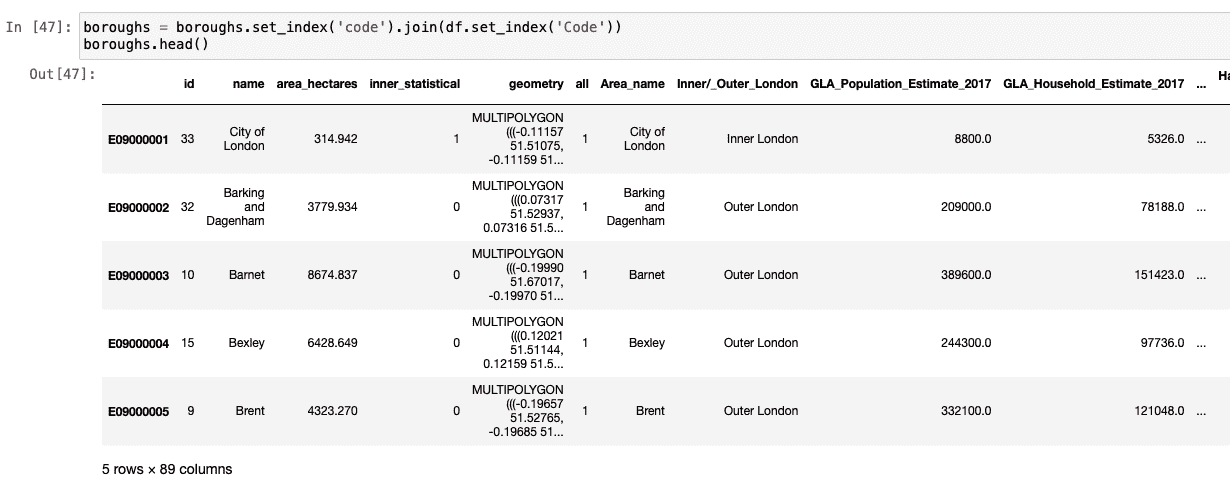 In [47]: boroughs = boroughs.set_index('code').join(df.set_index('Code'))
boroughs.head()
Out[47]:
id name area_hectares inner_statistical geometry all Area_name Inner/_Outer_London GLA_Population_Estimate_2017 GLA_Household_Estimate_2017 ... Ha
E09000001 33 City of London 314.942 1 MULTIPOLYGON (((-0.11157 51.51075, -0.11159 51... 1 City of London Inner London 8800.0 5326.0 ...
E09000002 32 Barking and Dagenham 3779.934 0 MULTIPOLYGON (((0.07317 51.52937, 0.07316 51.5... 1 Barking and Dagenham Outer London 209000.0 78188.0 ...
E09000003 10 Barnet 8674.837 0 MULTIPOLYGON (((-0.19990 51.67017, -0.19970 51... 1 Barnet Outer London 389600.0 151423.0 ...
E09000004 15 Bexley 6428.649 0 MULTIPOLYGON (((0.12021 51.51144, 0.12159 51.5... 1 Bexley Outer London 244300.0 97736.0 ...
E09000005 9 Brent 4323.270 0 MULTIPOLYGON (((-0.19657 51.52765, -0.19685 51... 1 Brent Outer London 332100.0 121048.0 ...
5 rows × 89 columns